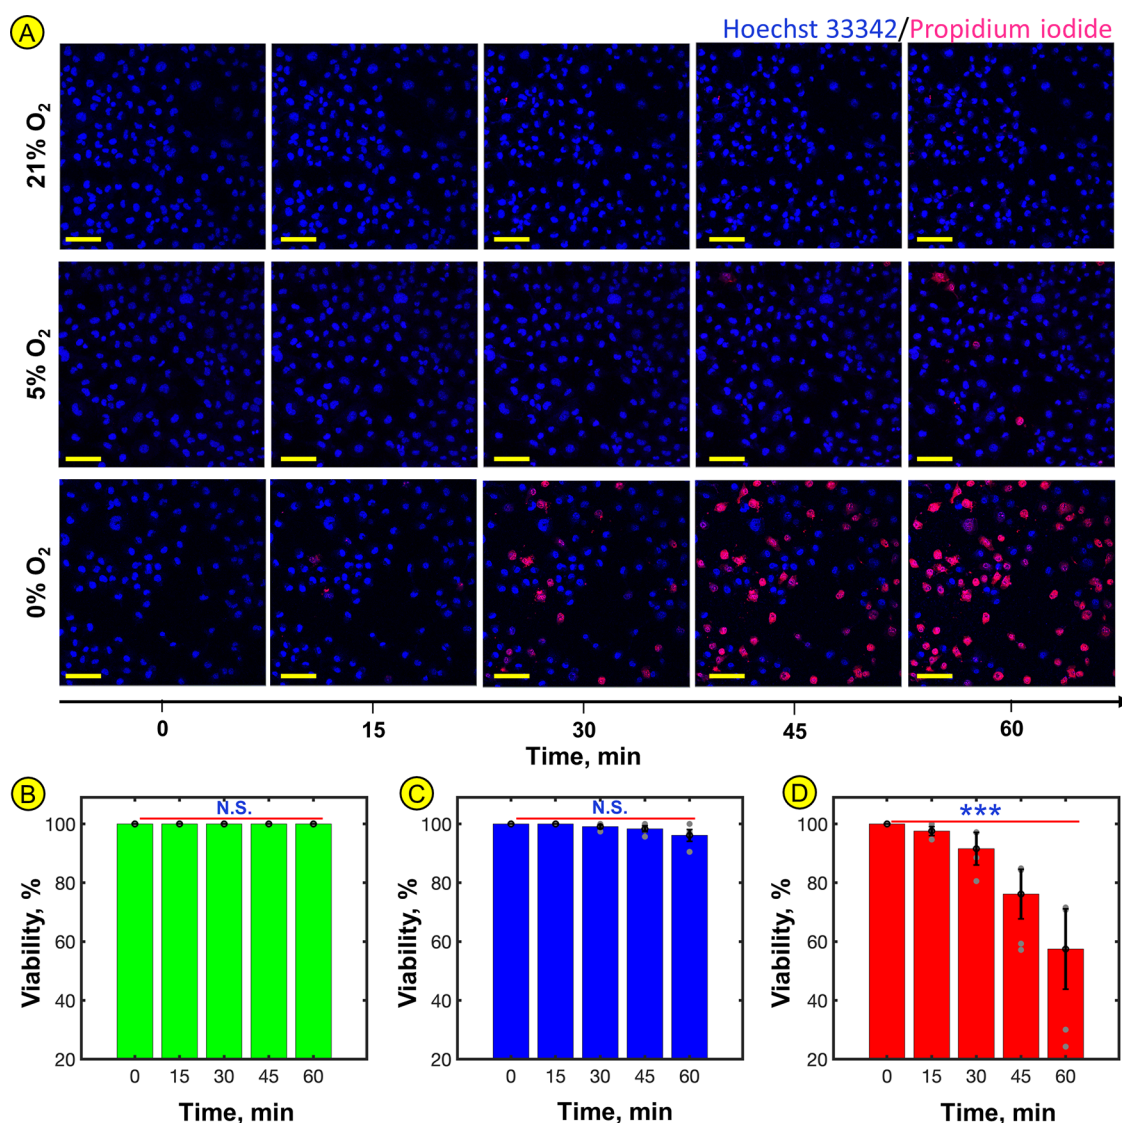 A
Hoechst 33342/Propidium iodide
21% O2
5% O2
0% O2
0 15 30 45 60
Time, min
B
N.S.
Viability, %
100
80
60
40
20
0 15 30 45 60
Time, min
C
N.S.
Viability, %
100
80
60
40
20
0 15 30 45 60
Time, min
D
***
Viability, %
100
80
60
40
20
0 15 30 45 60
Time, min